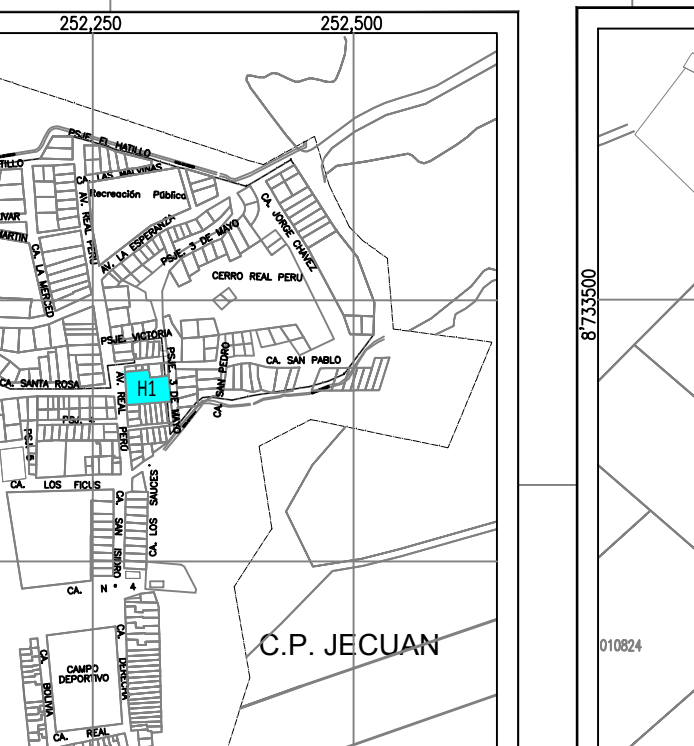 252,250
252,500
PSJE. El HATILLO
TILLO
CA. LAS MALVINAS
Recreación Pública
AV. REAL PERU
CA. JORGE CHAVEZ
IVAR
MARTIN
CA. LA MERCED
AV. LA ESPERANZA
PSJE. 3 DE MAYO
CERRO REAL PERU
8'733500
PSJE. VICTORIA
PSJE. 3 DE MAYO
CA. SAN PEDRO
CA. SAN PABLO
CA. SANTA ROSA
AV. REAL PERO
H1
CA. LOS FICUS
CA. LOS SAUCES
CA. SAN ISIDRO
CA. N° 4
C.P. JECUAN
010824
CAMPO
DEPORTIVO
CA. DERECHA
CA. BOLIVIA
CA. REAL